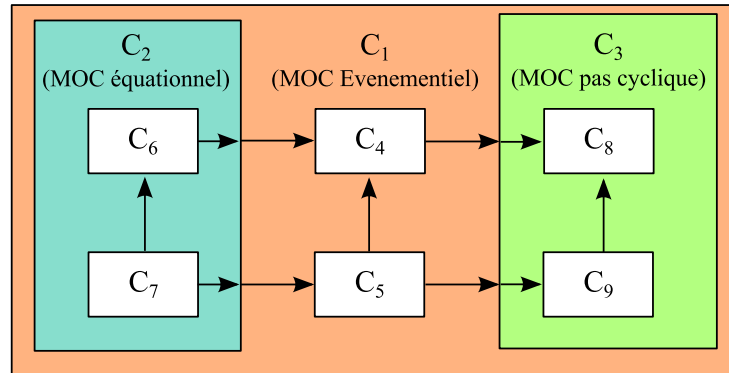 C₂ C₁ C₃
(MOC équationnel) (MOC Evenementiel) (MOC pas cyclique)
C₆ C₄ C₈
C₇ C₅ C₉